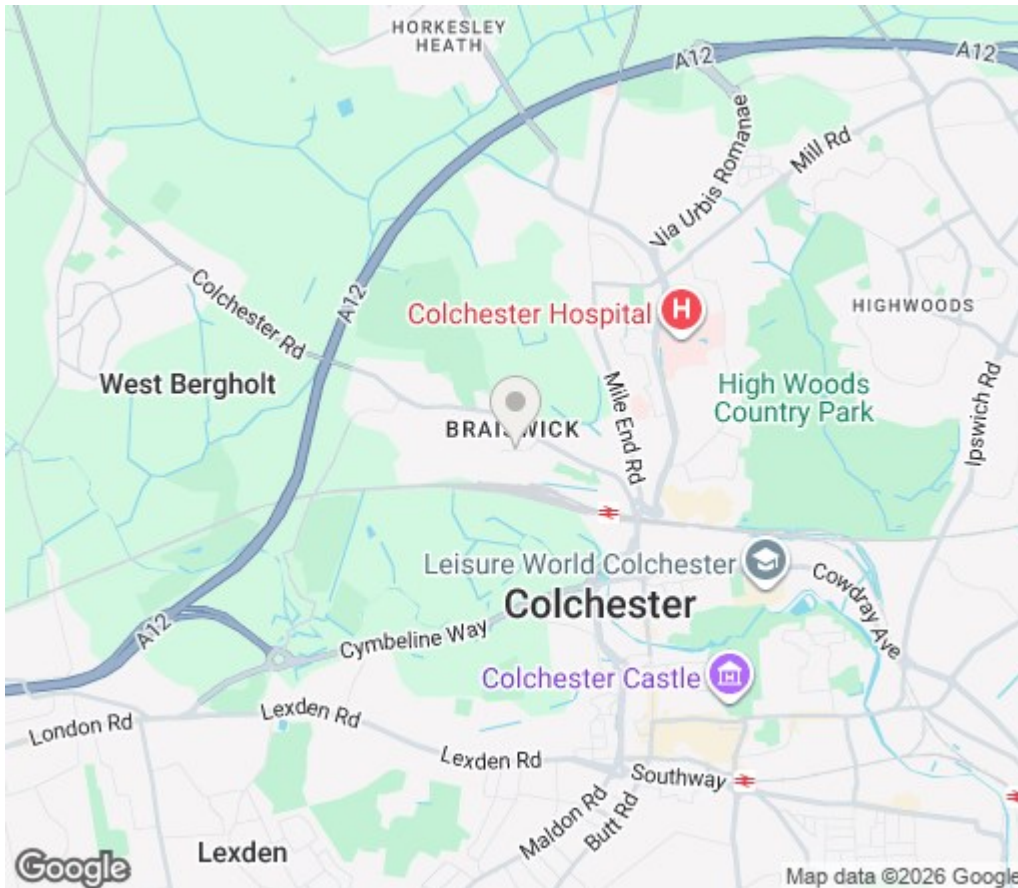 HORKESLEY
HEATH
A12
A12
Via Urbis Romanae
Mill Rd
Colchester Rd
A12
Colchester Hospital
H
HIGHWOODS
West Bergholt
High Woods
Country Park
Mile End Rd
Ipswich Rd
BRAISWICK
Leisure World Colchester
Colchester
Cowdray Ave
A12
Cymbeline Way
Colchester Castle
London Rd
Lexden Rd
Lexden Rd
Southway
Maldon Rd
Butt Rd
Lexden
Google
Map data ©2026 Google